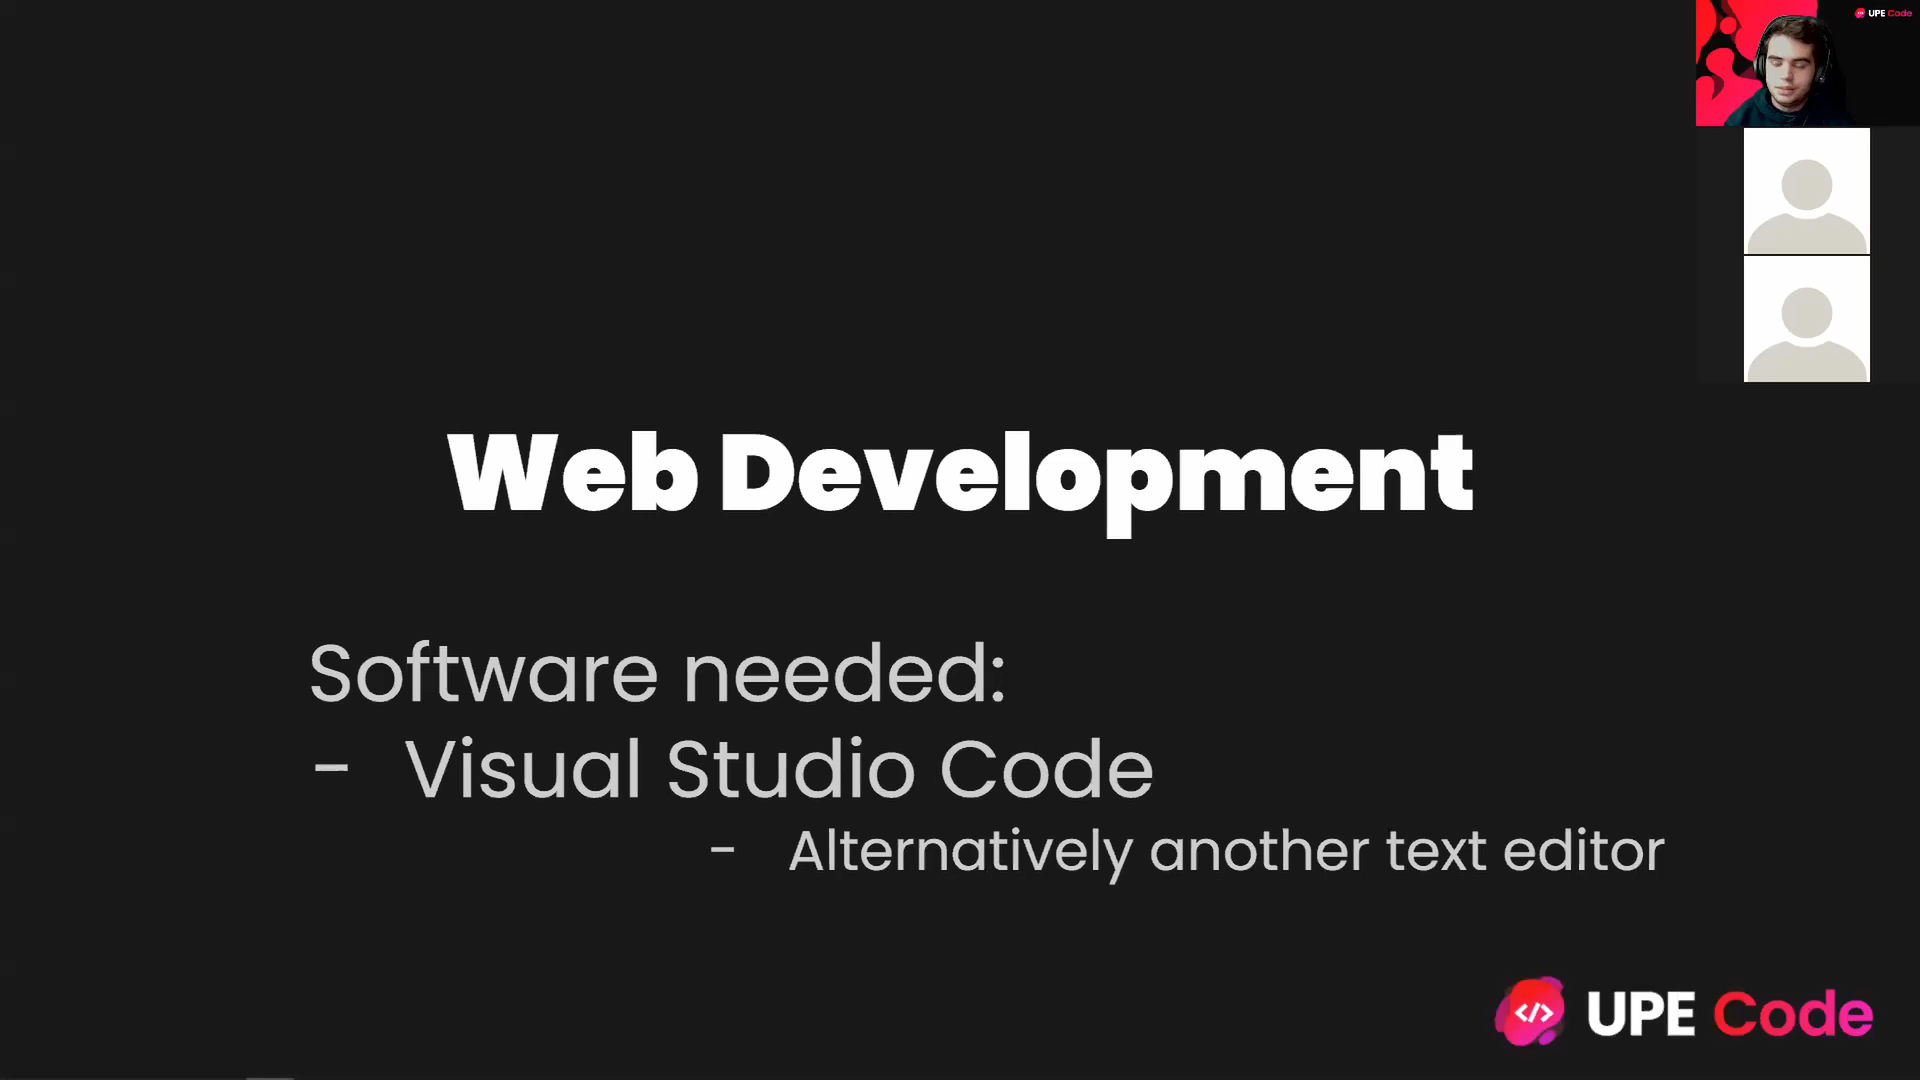 UPE Code
Web Development
Software needed:
- Visual Studio Code
- Alternatively another text editor
</> UPE Code